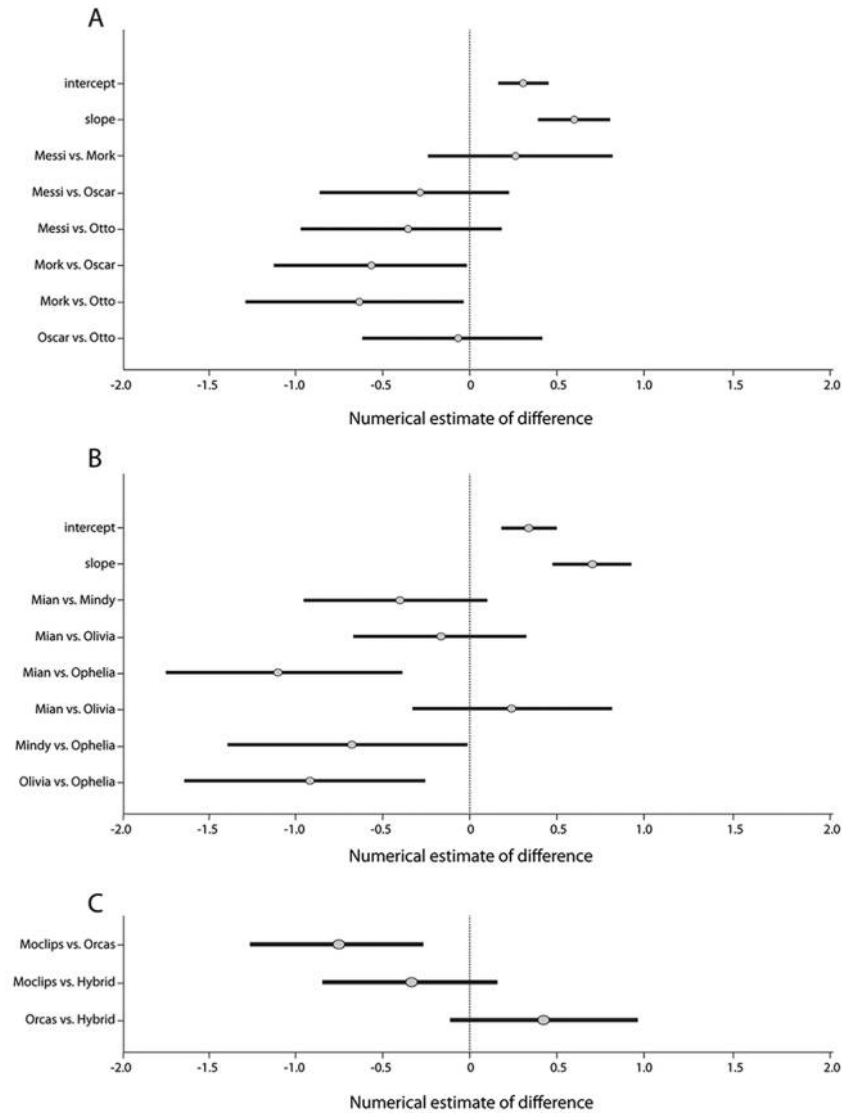 A
intercept
slope
Messi vs. Mork
Messi vs. Oscar
Messi vs. Otto
Mork vs. Oscar
Mork vs. Otto
Oscar vs. Otto
-2.0 -1.5 -1.0 -0.5 0 0.5 1.0 1.5 2.0
Numerical estimate of difference
B
intercept
slope
Mian vs. Mindy
Mian vs. Olivia
Mian vs. Ophelia
Mian vs. Olivia
Mindy vs. Ophelia
Olivia vs. Ophelia
-2.0 -1.5 -1.0 -0.5 0 0.5 1.0 1.5 2.0
Numerical estimate of difference
C
Moclips vs. Orcas
Moclips vs. Hybrid
Orcas vs. Hybrid
-2.0 -1.5 -1.0 -0.5 0 0.5 1.0 1.5 2.0
Numerical estimate of difference